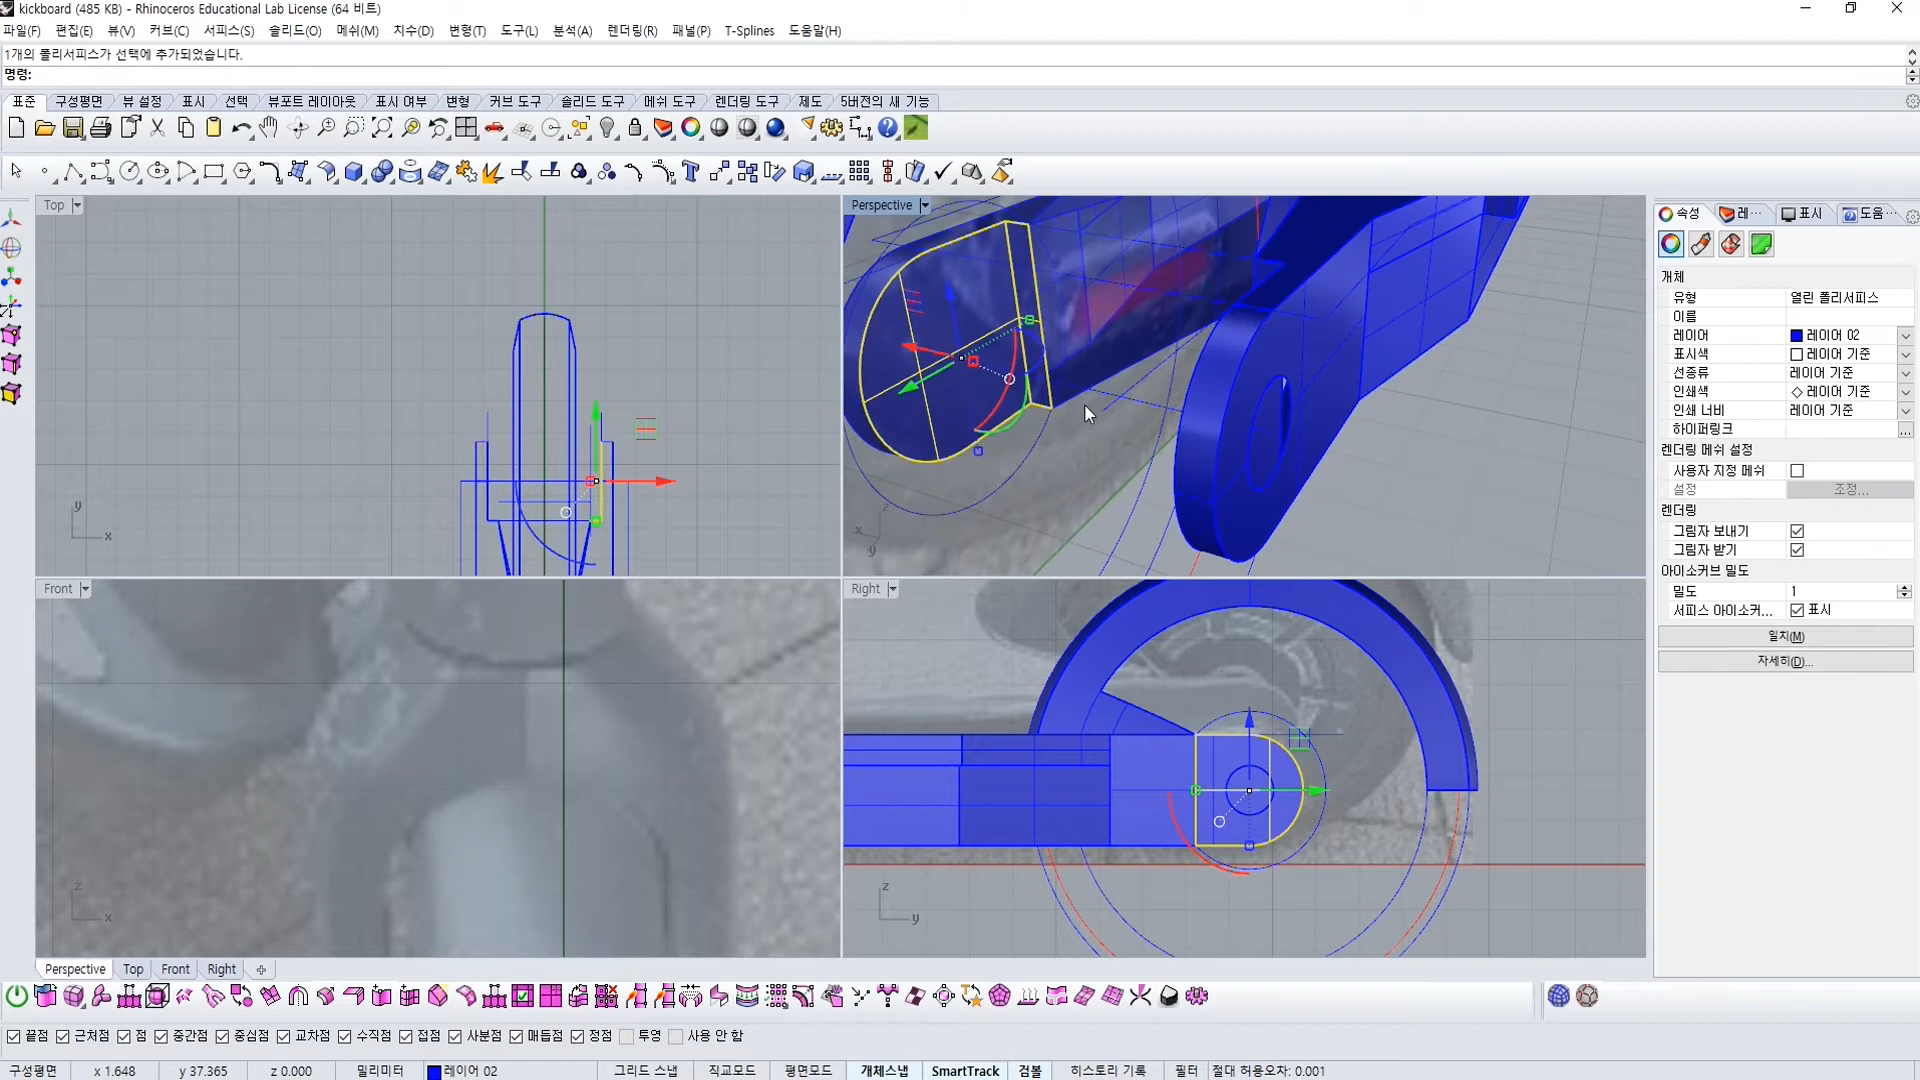 kickboard (485 KB) - Rhinoceros Educational Lab License (64 비트)
파일(F) 편집(E) 뷰(V) 커브(C) 서피스(S) 솔리드(O) 메쉬(M) 치수(D) 변형(T) 도구(L) 분석(A) 렌더링(R) 패널(P) T-Splines 도움말(H)
1개의 폴리서피스가 선택에 추가되었습니다.
명령:
표준 구성평면 뷰 설정 표시 선택 뷰포트 레이아웃 표시 여부 변형 커브 도구 솔리드 도구 메쉬 도구 렌더링 도구 제도 5버전의 새 기능
Top
Perspective
속성 레... 표시 도움...
개체
유형 열린 폴리서피스
이름
레이어 레이어 02
표시색 레이어 기준
선종류 레이어 기준
인쇄색 레이어 기준
인쇄 너비 레이어 기준
하이퍼링크 ...
렌더링 메쉬 설정
사용자 지정 메쉬
설정 조정...
렌더링
그림자 보내기
그림자 받기
아이소커브 밀도
밀도 1
서피스 아이소커... 표시
일치(M)
자세히(D)...
y
x
x
z
y
Front
Right
z
x
z
y
Perspective Top Front Right
끝점 근처점 점 중간점 중심점 교차점 수직점 접점 사분점 매듭점 정점 투영 사용 안 함
구성평면 x 1.648 y 37.365 z 0.000 밀리미터 레이어 02 그리드 스냅 직교모드 평면모드 개체스냅 SmartTrack 검볼 히스토리 기록 필터 절대 허용오차: 0.001